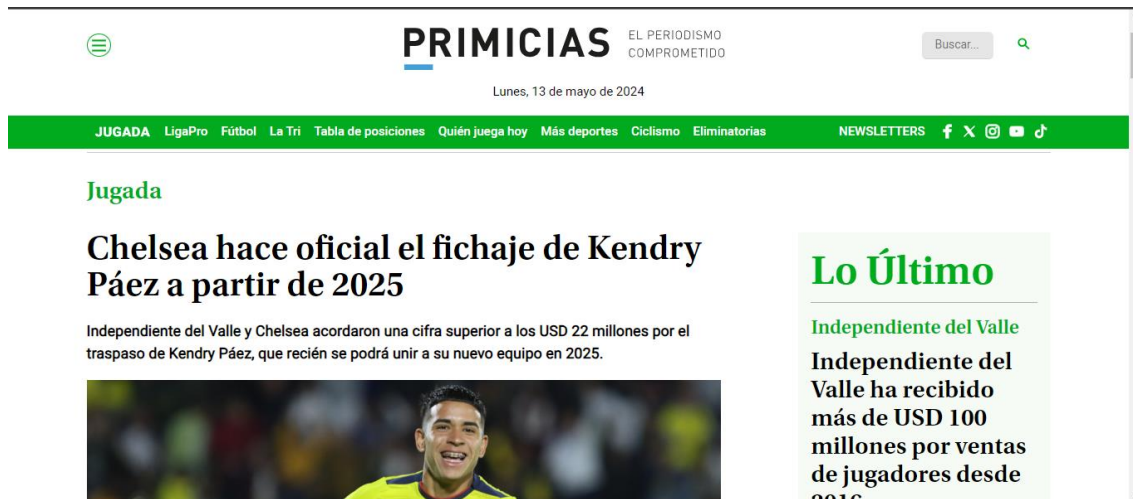 PRIMICIAS
EL PERIODISMO
COMPROMETIDO
Buscar...
Lunes, 13 de mayo de 2024
JUGADA LigaPro Fútbol La Tri Tabla de posiciones Quién juega hoy Más deportes Ciclismo Eliminatorias NEWSLETTERS
Jugada
Chelsea hace oficial el fichaje de Kendry
Páez a partir de 2025
Independiente del Valle y Chelsea acordaron una cifra superior a los USD 22 millones por el
traspaso de Kendry Páez, que recién se podrá unir a su nuevo equipo en 2025.
Lo Último
Independiente del Valle
Independiente del
Valle ha recibido
más de USD 100
millones por ventas
de jugadores desde